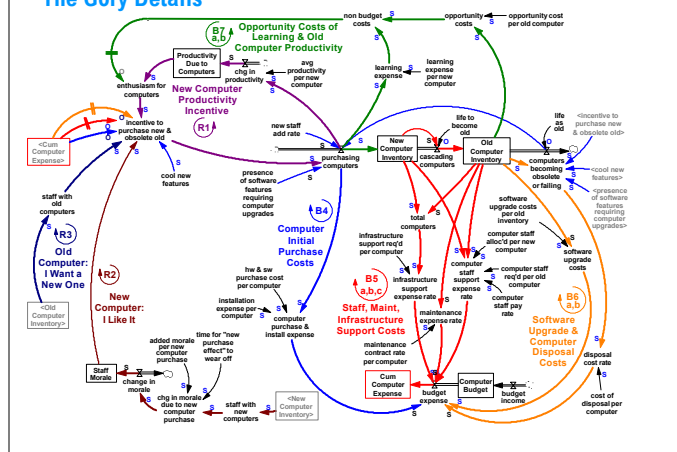 The Gory Details
B7
a,b
Opportunity Costs of
Learning & Old
Computer Productivity
non budget
costs
opportunity
costs
opportunity cost
per old computer
Productivity
Due to
Computers
chg in
productivity
avg
productivity
per new
computer
learning
expense
learning
expense
per new
computer
enthusiasm for
computers
New Computer
Productivity
Incentive
R1
incentive to
purchase new &
obsolete old
<Cum
Computer
Expense>
new staff
add rate
life to
become
old
life
as old
<incentive to
purchase new
& obsolete old>
New
Computer
Inventory
cascading
computers
Old
Computer
Inventory
purchasing
computers
computers
becoming
obsolete
or failing
<cool new features>
<presence
of software
features
requiring
computer
upgrades>
cool new
features
presence
of software
features
requiring
computer
upgrades
staff with
old
computers
R3
Old
Computer:
I Want a
New One
R2
New
Computer:
I Like It
<Old
Computer
Inventory>
B4
Computer
Initial
Purchase
Costs
total
computers
infrastructure
support req'd
per computer
software
upgrade costs
per old
inventory
computer staff
alloc'd per new
computer
software
upgrade
costs
computer
staff
support
expense
rate
computer staff
req'd per old
computer
computer
staff pay
rate
infrastructure
support
expense rate
B5
a,b,c
Staff, Maint,
Infrastructure
Support Costs
maintenance
expense rate
maintenance
contract rate
per computer
B6
a,b
Software
Upgrade &
Computer
Disposal
Costs
hw & sw
purchase cost
per computer
installation
expense per
computer
computer
purchase &
install expense
added morale
per new
computer
purchase
time for "new
purchase
effect" to
wear off
Staff
Morale
change in
morale
chg in morale
due to new
computer
purchase
staff with
new
computers
<New
Computer
Inventory>
Cum
Computer
Expense
budget
expense
Computer
Budget
budget
income
disposal
cost rate
cost of
disposal per
computer